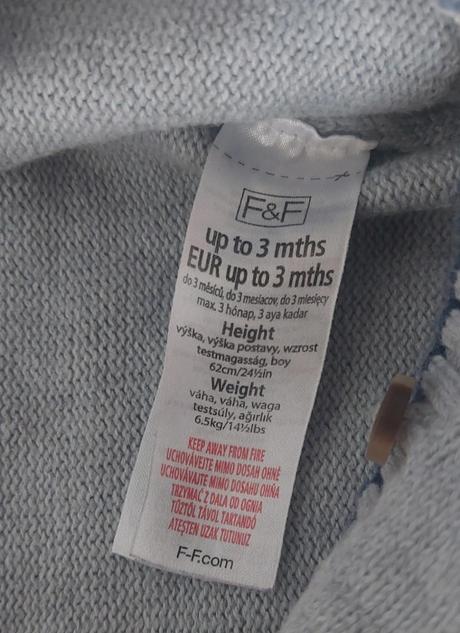 F&F
up to 3 mths
EUR up to 3 mths
do 3 měsíců, do 3 mesiacov, do 3 miesięcy
max. 3 hónap, 3 aya kadar
Height
výška, výška postavy, wzrost
testmagasság, boy
62cm/24½in
Weight
váha, váha, waga
testsúly, ağırlık
6.5kg/14½lbs
KEEP AWAY FROM FIRE
UCHOVÁVEJTE MIMO DOSAH OHNĚ
UCHOVÁVAJTE MIMO DOSAHU OHŇA
TRZYMAĆ Z DALA OD OGNIA
TŰZTŐL TÁVOL TARTANDÓ
ATEŞTEN UZAK TUTUNUZ
F-F.com